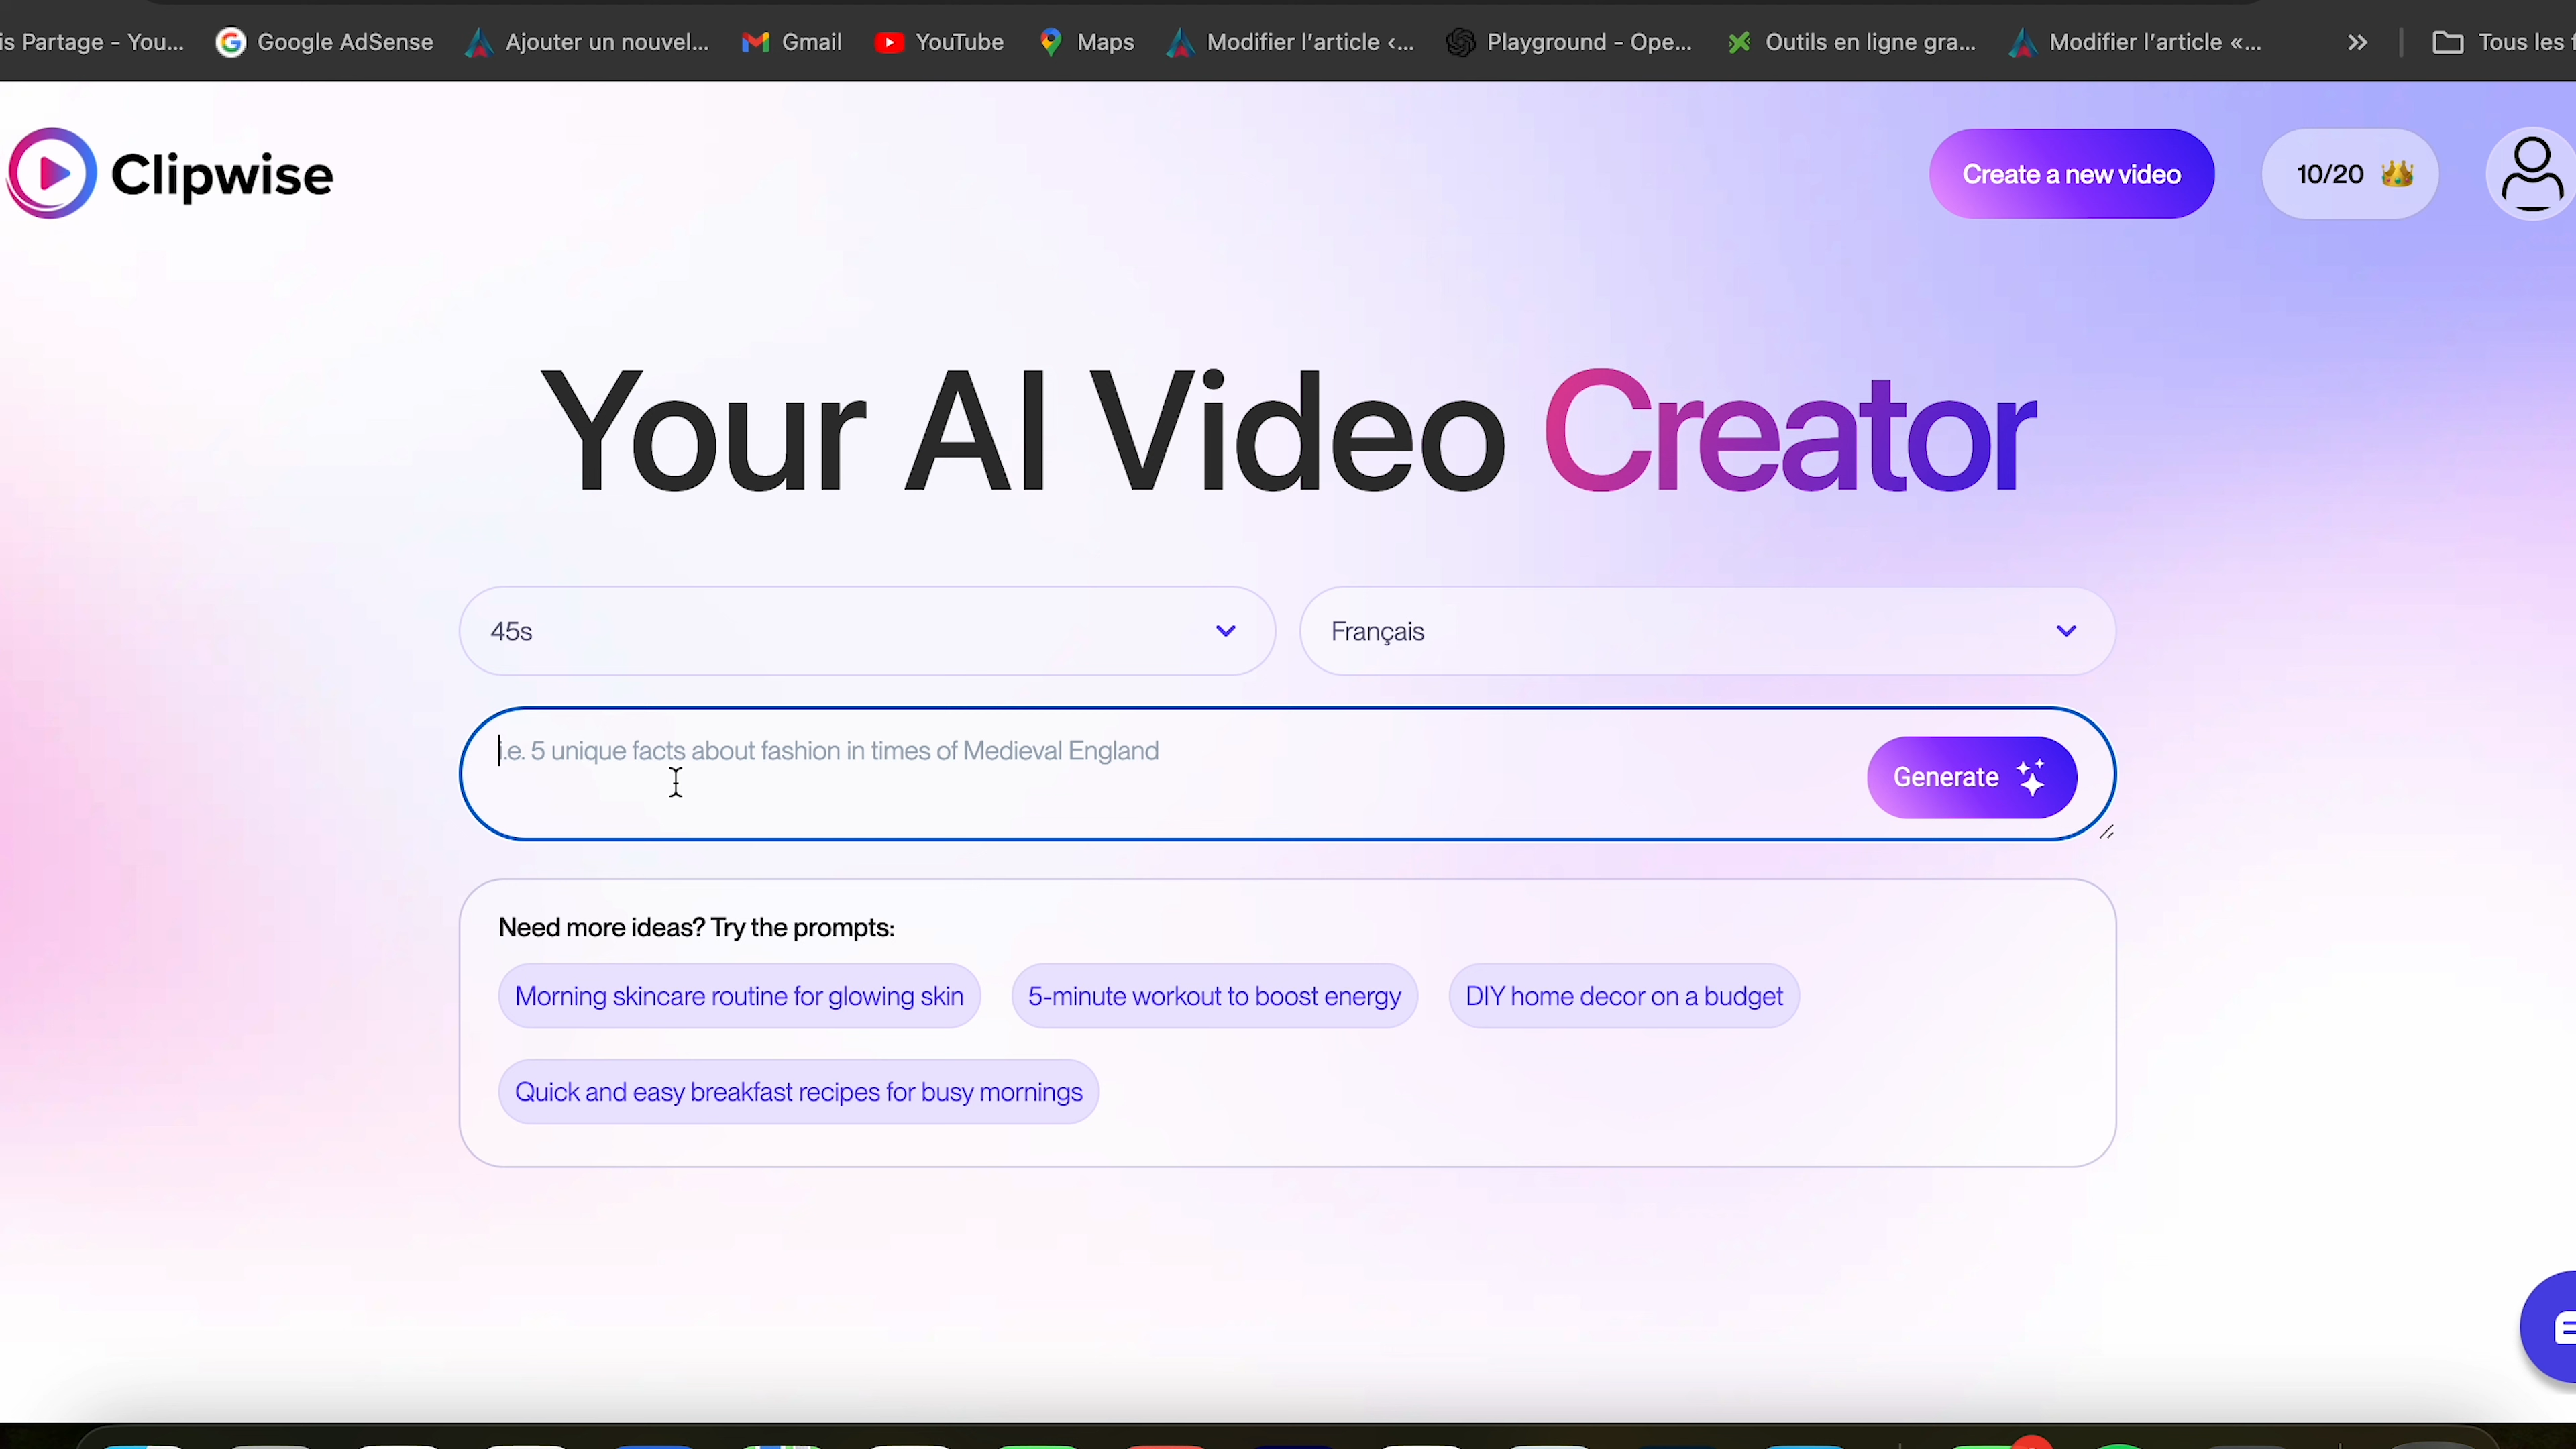 is Partage - You... Google AdSense Ajouter un nouvel... Gmail YouTube Maps Modifier l'article ‹... Playground - Ope... Outils en ligne gra... Modifier l'article «... » Tous les f
Clipwise Create a new video 10/20
Your AI Video Creator
45s Français
i.e. 5 unique facts about fashion in times of Medieval England
Generate
Need more ideas? Try the prompts:
Morning skincare routine for glowing skin 5-minute workout to boost energy DIY home decor on a budget
Quick and easy breakfast recipes for busy mornings